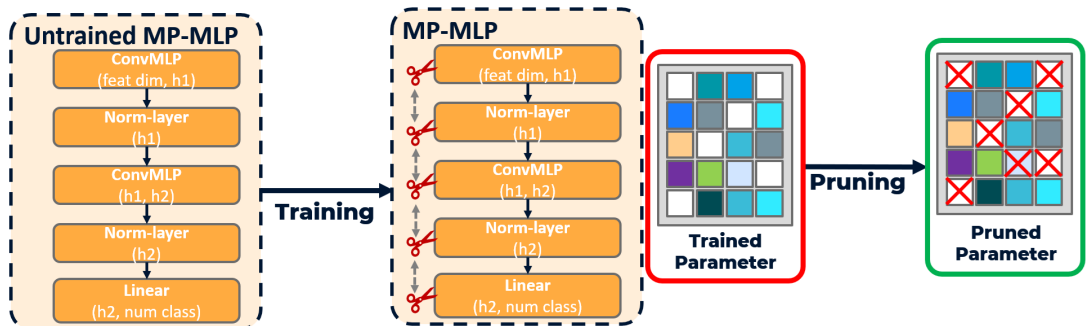 Untrained MP-MLP
ConvMLP
(feat dim, h1)
Norm-layer
(h1)
ConvMLP
(h1, h2)
Norm-layer
(h2)
Linear
(h2, num class)
Training
MP-MLP
ConvMLP
(feat dim, h1)
Norm-layer
(h1)
ConvMLP
(h1, h2)
Norm-layer
(h2)
Linear
(h2, num class)
Trained
Parameter
Pruning
Pruned
Parameter